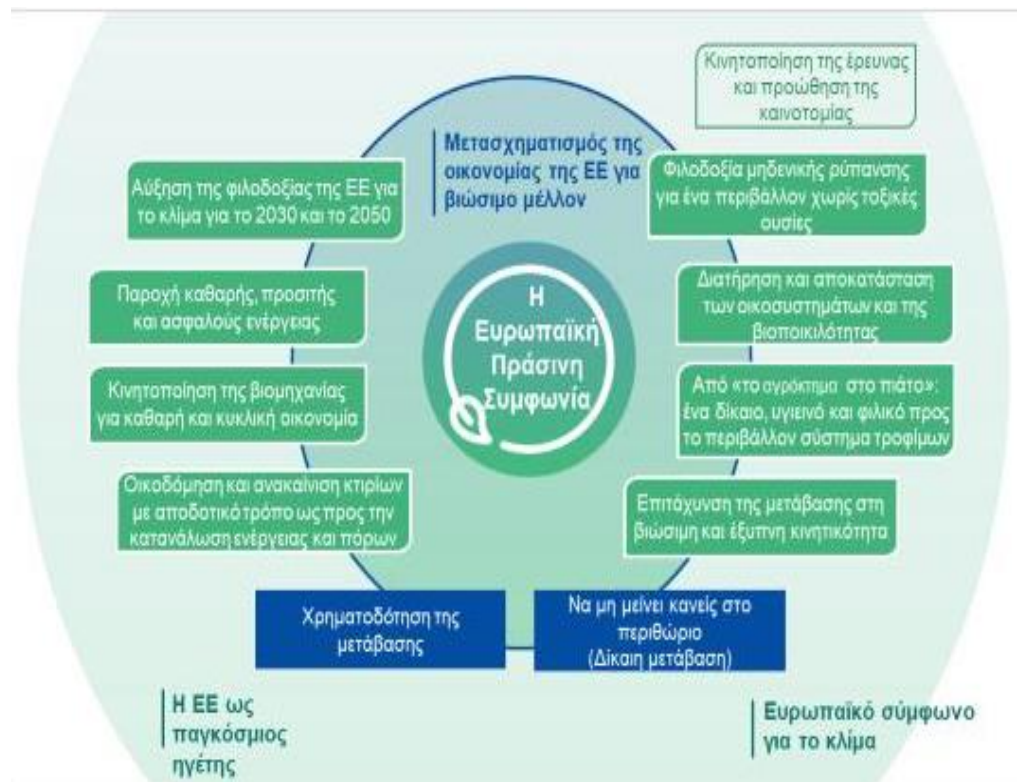 Κινητοποίηση της έρευνας
και προώθηση της
καινοτομίας
Μετασχηματισμός της
οικονομίας της ΕΕ για
βιώσιμο μέλλον
Αύξηση της φιλοδοξίας της ΕΕ για
το κλίμα για το 2030 και το 2050
Φιλοδοξία μηδενικής ρύπανσης
για ένα περιβάλλον χωρίς τοξικές
ουσίες
Παροχή καθαρής, προσιτής
και ασφαλούς ενέργειας
Η
Ευρωπαϊκή
Πράσινη
Συμφωνία
Διατήρηση και αποκατάσταση
των οικοσυστημάτων και της
βιοποικιλότητας
Κινητοποίηση της βιομηχανίας
για καθαρή και κυκλική οικονομία
Από «το αγρόκτημα στο πιάτο»:
ένα δίκαιο, υγιεινό και φιλικό προς
το περιβάλλον σύστημα τροφίμων
Οικοδόμηση και ανακαίνιση κτιρίων
με αποδοτικό τρόπο ως προς την
κατανάλωση ενέργειας και πόρων
Επιτάχυνση της μετάβασης στη
βιώσιμη και έξυπνη κινητικότητα
Χρηματοδότηση της
μετάβασης
Να μη μείνει κανείς στο
περιθώριο
(Δίκαιη μετάβαση)
Η ΕΕ ως
παγκόσμιος
ηγέτης
Ευρωπαϊκό σύμφωνο
για το κλίμα